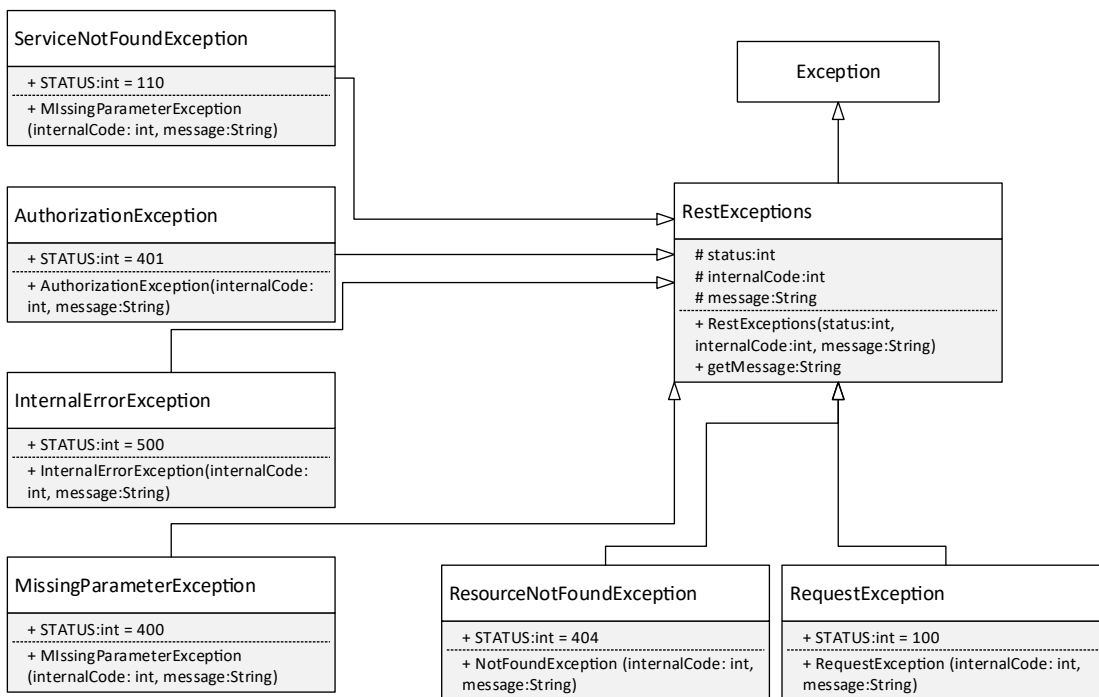 ServiceNotFoundException
+ STATUS:int = 110
+ MIssingParameterException
(internalCode: int, message:String)
Exception
AuthorizationException
+ STATUS:int = 401
+ AuthorizationException(internalCode:
int, message:String)
RestExceptions
# status:int
# internalCode:int
# message:String
+ RestExceptions(status:int,
internalCode:int, message:String)
+ getMessage:String
InternalErrorException
+ STATUS:int = 500
+ InternalErrorException(internalCode:
int, message:String)
MissingParameterException
+ STATUS:int = 400
+ MIssingParameterException
(internalCode: int, message:String)
ResourceNotFoundException
+ STATUS:int = 404
+ NotFoundException (internalCode: int,
message:String)
RequestException
+ STATUS:int = 100
+ RequestException (internalCode: int,
message:String)